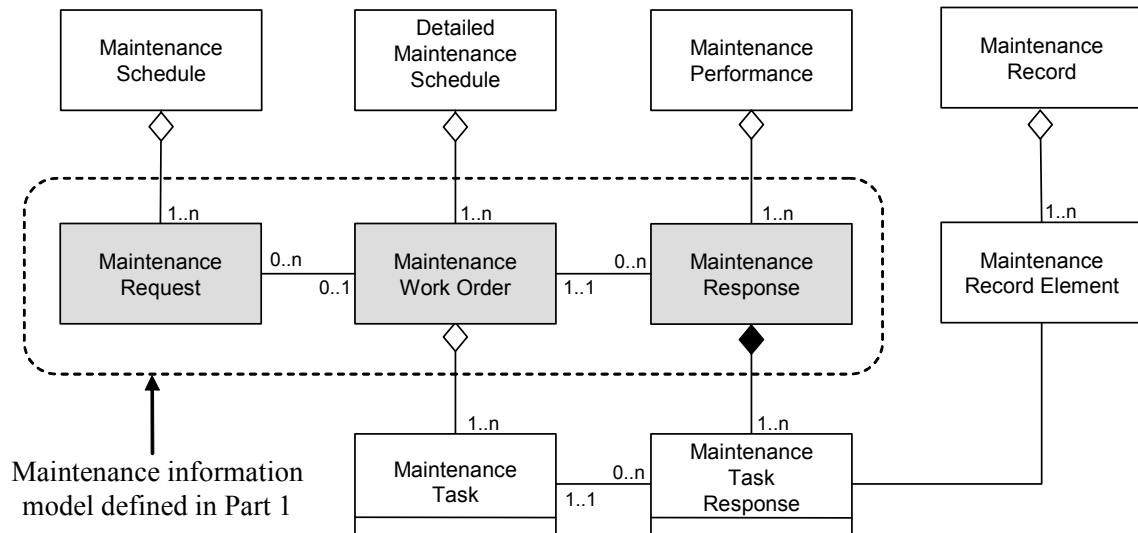 Maintenance
Schedule
Detailed
Maintenance
Schedule
Maintenance
Performance
Maintenance
Record
1..n
1..n
1..n
1..n
Maintenance
Request
0..n
0..1
Maintenance
Work Order
0..n
1..1
Maintenance
Response
Maintenance
Record Element
1..n
1..n
Maintenance information
model defined in Part 1
Maintenance
Task
0..n
1..1
Maintenance
Task
Response